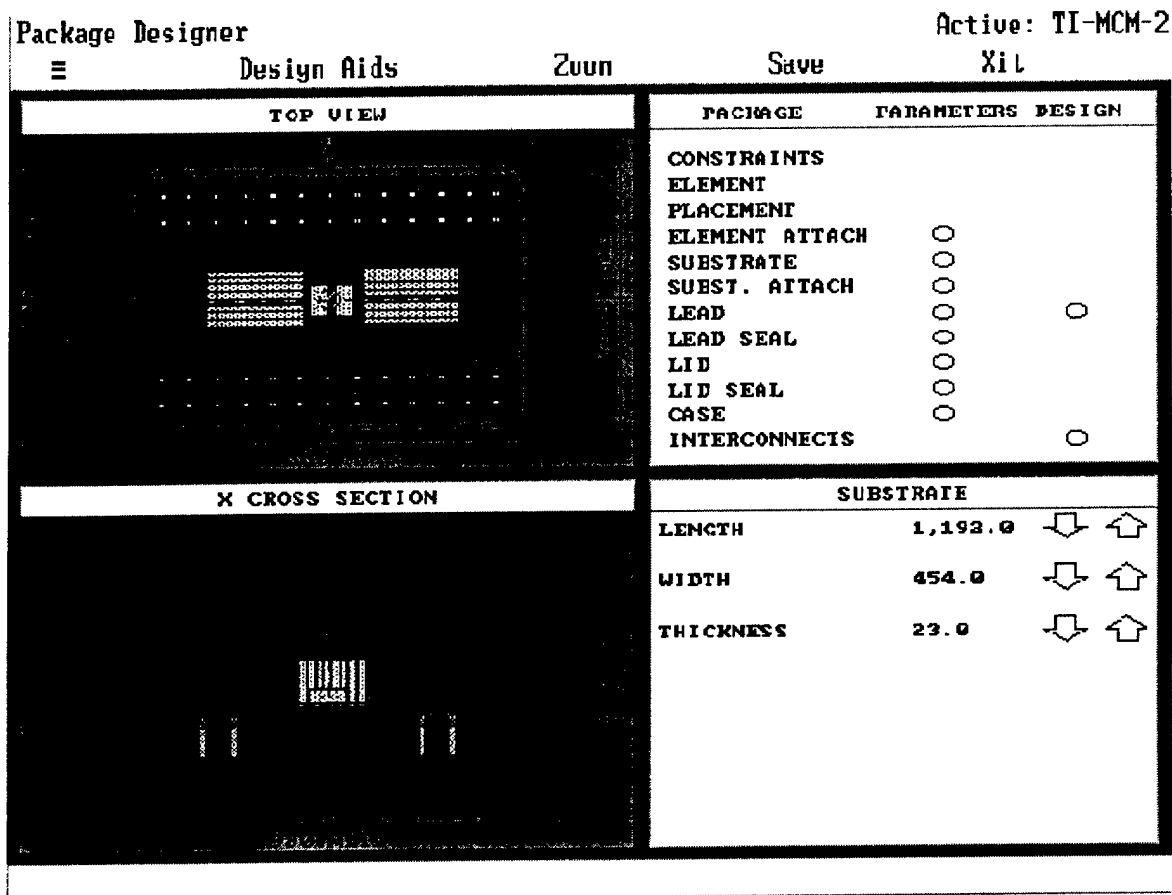 Package Designer
Active: TI-MCM-2
≡ Design Aids Zoom Save Xit
TOP VIEW
PACKAGE PARAMETERS DESIGN
CONSTRAINTS
ELEMENT
PLACEMENT
ELEMENT ATTACH
SUBSTRATE
SUBST. ATTACH
LEAD
LEAD SEAL
LID
LID SEAL
CASE
INTERCONNECTS
X CROSS SECTION
SUBSTRATE
LENGTH 1,193.0
WIDTH 454.0
THICKNESS 23.0